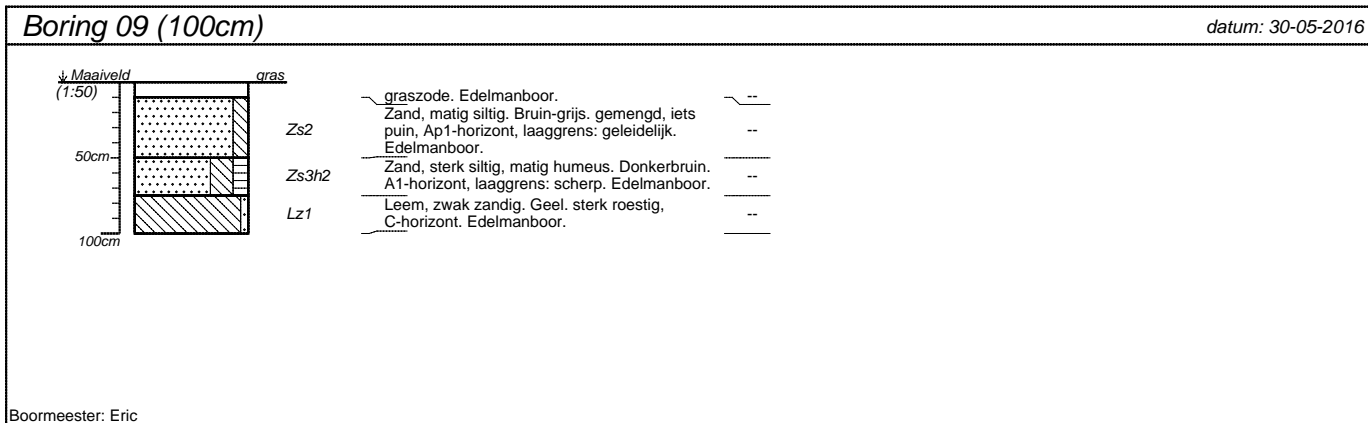 Boring 09 (100cm)
datum: 30-05-2016
Maaiveld
gras
(1:50)
graszode. Edelmanboor.
--
Zs2
Zand, matig siltig. Bruin-grijs. gemengd, iets
puin, Ap1-horizont, laaggrens: geleidelijk.
Edelmanboor.
--
50cm
Zs3h2
Zand, sterk siltig, matig humeus. Donkerbruin.
A1-horizont, laaggrens: scherp. Edelmanboor.
--
Lz1
Leem, zwak zandig. Geel. sterk roestig,
C-horizont. Edelmanboor.
--
100cm
Boormeester: Eric